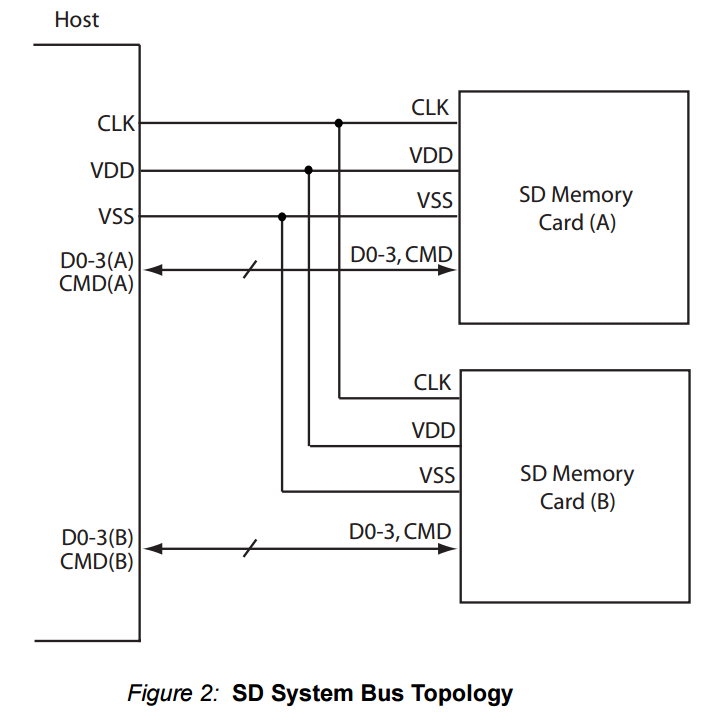 Host
CLK
VDD
VSS
D0-3(A)
CMD(A)
CLK
VDD
VSS
D0-3, CMD
SD Memory
Card (A)
CLK
VDD
VSS
D0-3, CMD
SD Memory
Card (B)
D0-3(B)
CMD(B)
Figure 2: SD System Bus Topology